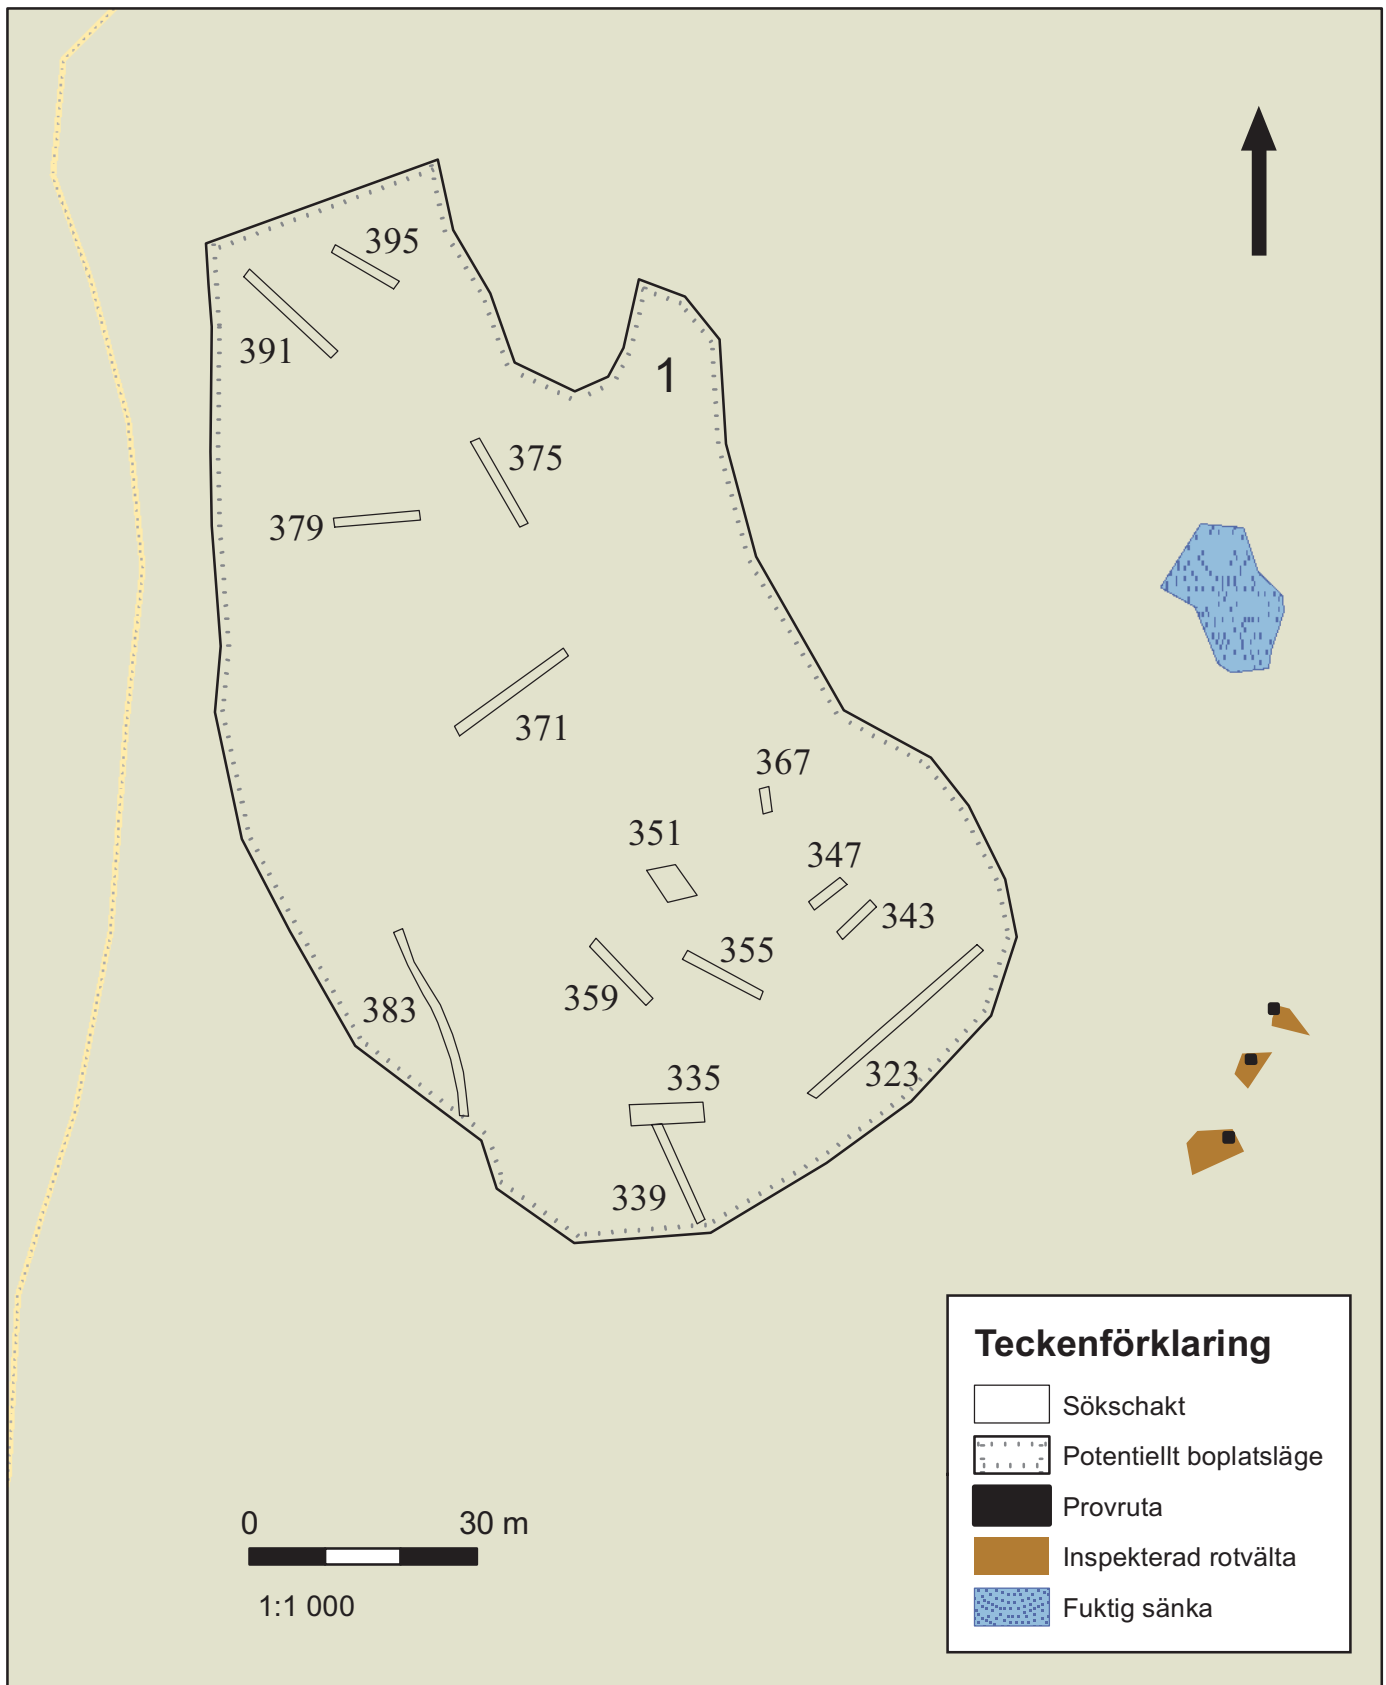 395
391
1
375
379
371
367
351
347
343
355
359
383
323
335
339
Teckenförklaring
Sökschakt
Potentiellt boplatsläge
Provruta
Inspekterad rotvälta
Fuktig sänka
0 30 m
1:1 000